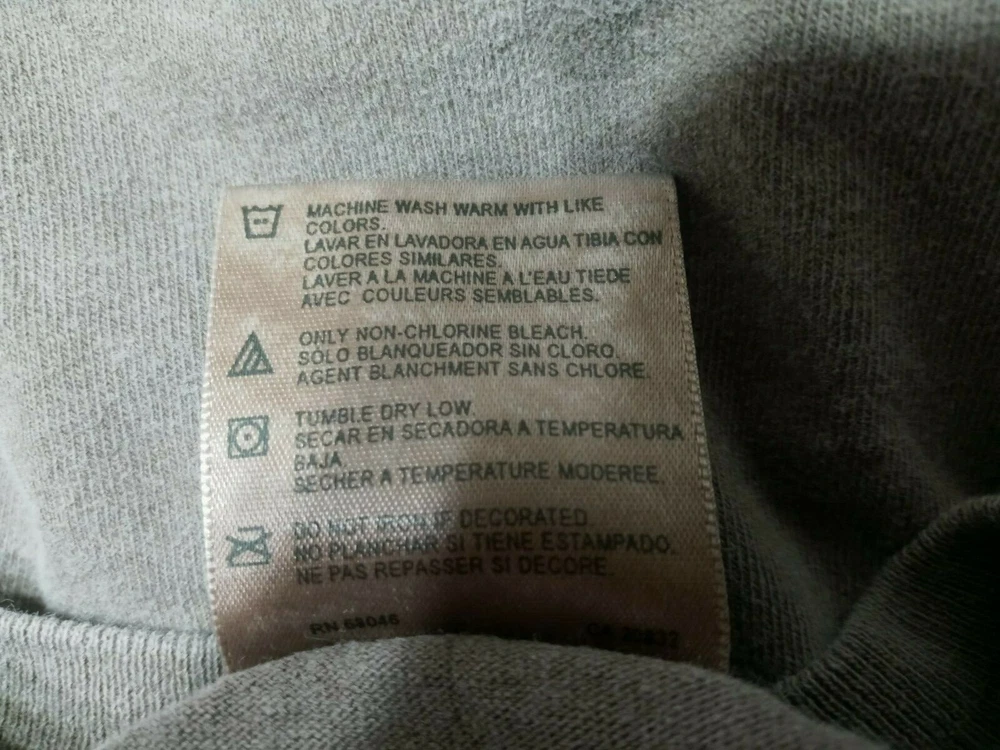 MACHINE WASH WARM WITH LIKE
COLORS.
LAVAR EN LAVADORA EN AGUA TIBIA CON
COLORES SIMILARES.
LAVER A LA MACHINE A L'EAU TIEDE
AVEC COULEURS SEMBLABLES.
ONLY NON-CHLORINE BLEACH.
SOLO BLANQUEADOR SIN CLORO.
AGENT BLANCHMENT SANS CHLORE.
TUMBLE DRY LOW.
SECAR EN SECADORA A TEMPERATURA
BAJA
SECHER A TEMPERATURE MODEREE.
DO NOT IRON IF DECORATED.
NO PLANCHAR SI TIENE ESTAMPADO.
NE PAS REPASSER SI DECORE.
RN 68046 CA